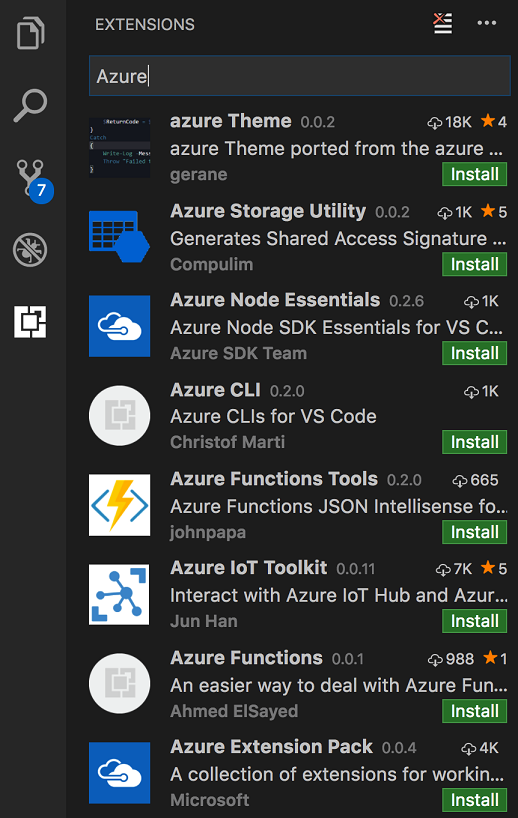 EXTENSIONS
Azure
azure Theme 0.0.2 18K 4
azure Theme ported from the azure ...
gerane Install
Azure Storage Utility 0.0.2 1K 5
Generates Shared Access Signature ...
Compulim Install
Azure Node Essentials 0.2.6 1K
Azure Node SDK Essentials for VS C...
Azure SDK Team Install
7
Azure CLI 0.2.0 1K
Azure CLIs for VS Code
Christof Marti Install
Azure Functions Tools 0.2.0 665
Azure Functions JSON Intellisense fo...
johnpapa Install
Azure IoT Toolkit 0.0.11 7K 5
Interact with Azure IoT Hub and Azur...
Jun Han Install
Azure Functions 0.0.1 988 1
An easier way to deal with Azure Fun...
Ahmed ElSayed Install
Azure Extension Pack 0.0.4 4K
A collection of extensions for workin...
Microsoft Install